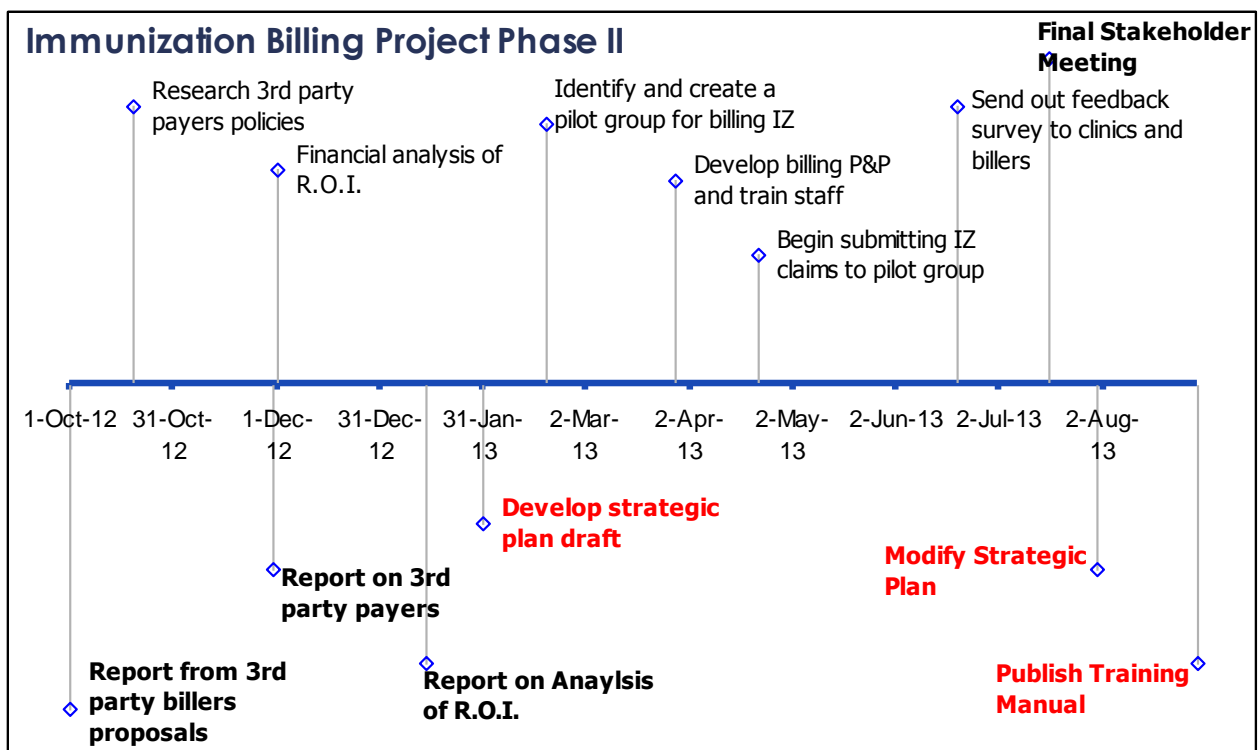 Immunization Billing Project Phase II
Final Stakeholder
Meeting
Research 3rd party
payers policies
Financial analysis of
R.O.I.
Identify and create a
pilot group for billing IZ
Develop billing P&P
and train staff
Begin submitting IZ
claims to pilot group
Send out feedback
survey to clinics and
billers
1-Oct-12
31-Oct-
12
1-Dec-
12
31-Dec-
12
31-Jan-
13
2-Mar-
13
2-Apr-
13
2-May-
13
2-Jun-13
2-Jul-13
2-Aug-
13
Develop strategic
plan draft
Report on 3rd
party payers
Modify Strategic
Plan
Report from 3rd
party billers
proposals
Report on Anaylsis
of R.O.I.
Publish Training
Manual